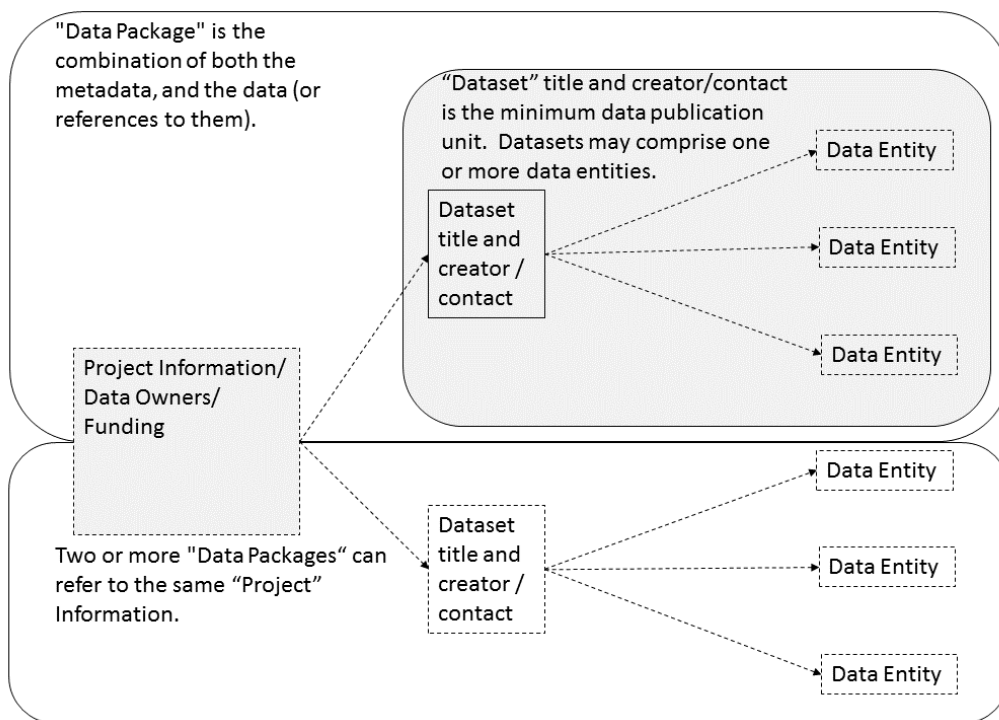 "Data Package" is the
combination of both the
metadata, and the data (or
references to them).
“Dataset” title and creator/contact
is the minimum data publication
unit.  Datasets may comprise one
or more data entities.
Data Entity
Dataset
title and
creator /
contact
Data Entity
Data Entity
Project Information/
Data Owners/
Funding
Data Entity
Dataset
title and
creator /
contact
Data Entity
Data Entity
Two or more "Data Packages“ can
refer to the same “Project”
Information.